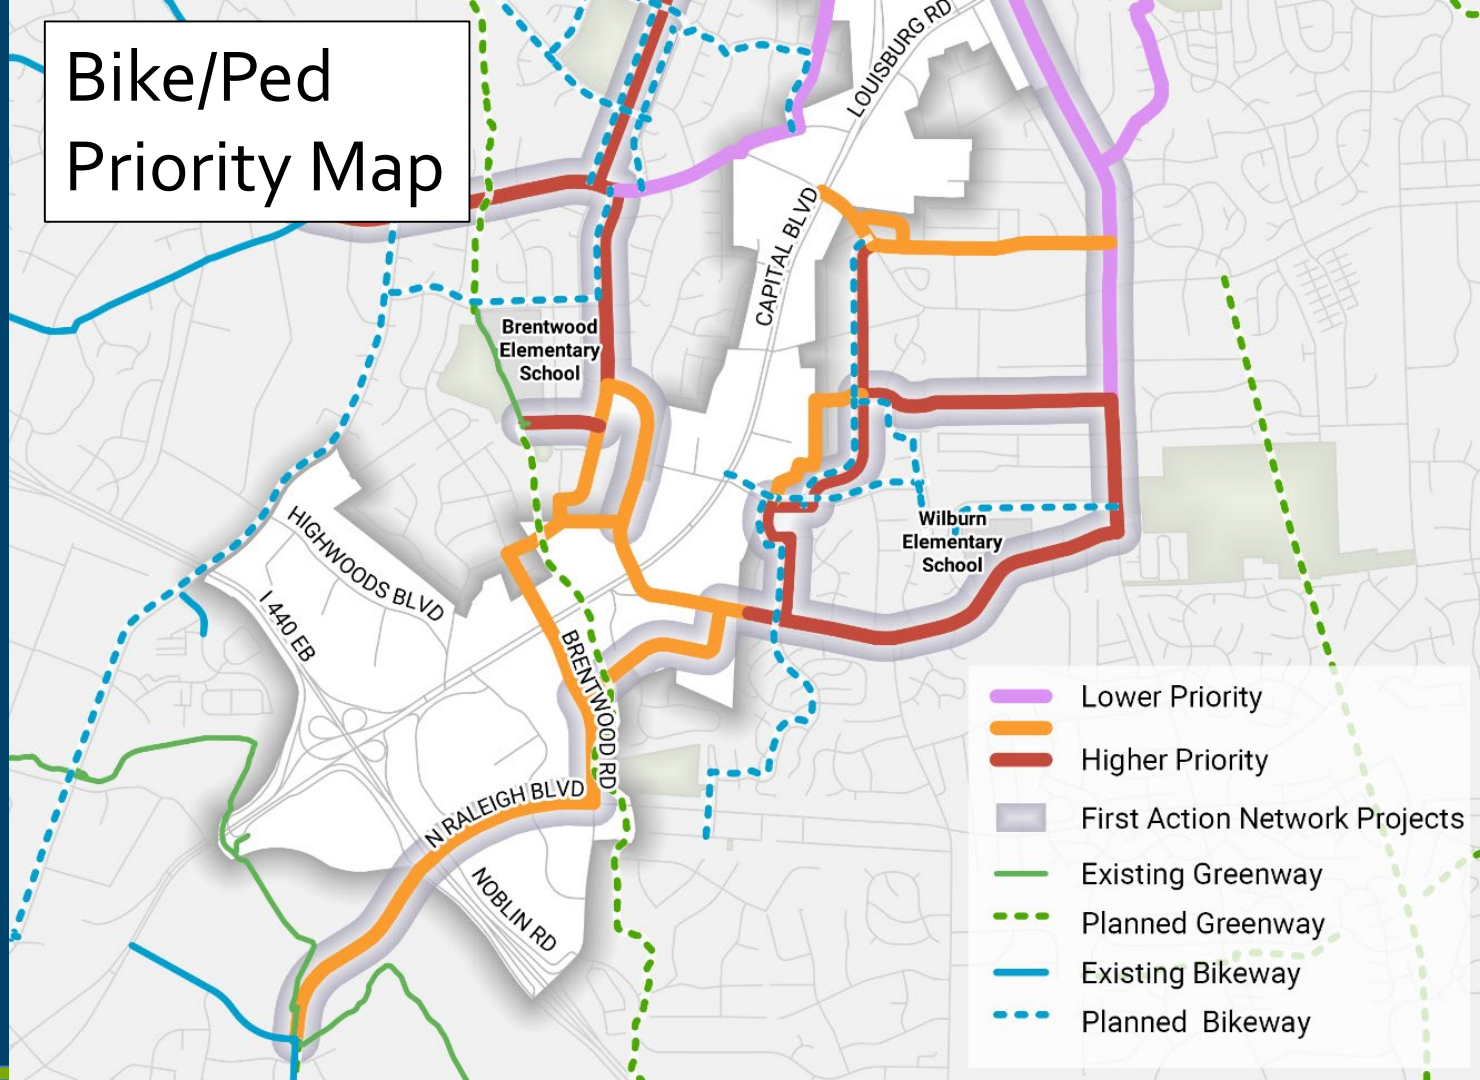 Bike/Ped
Priority Map
LOUISBURG RD
CAPITAL BLVD
Brentwood
Elementary
School
HIGHWOODS BLVD
I 440 EB
Wilburn
Elementary
School
BRENTWOOD RD
N RALEIGH BLVD
NOBLIN RD
Lower Priority
Higher Priority
First Action Network Projects
Existing Greenway
Planned Greenway
Existing Bikeway
Planned Bikeway